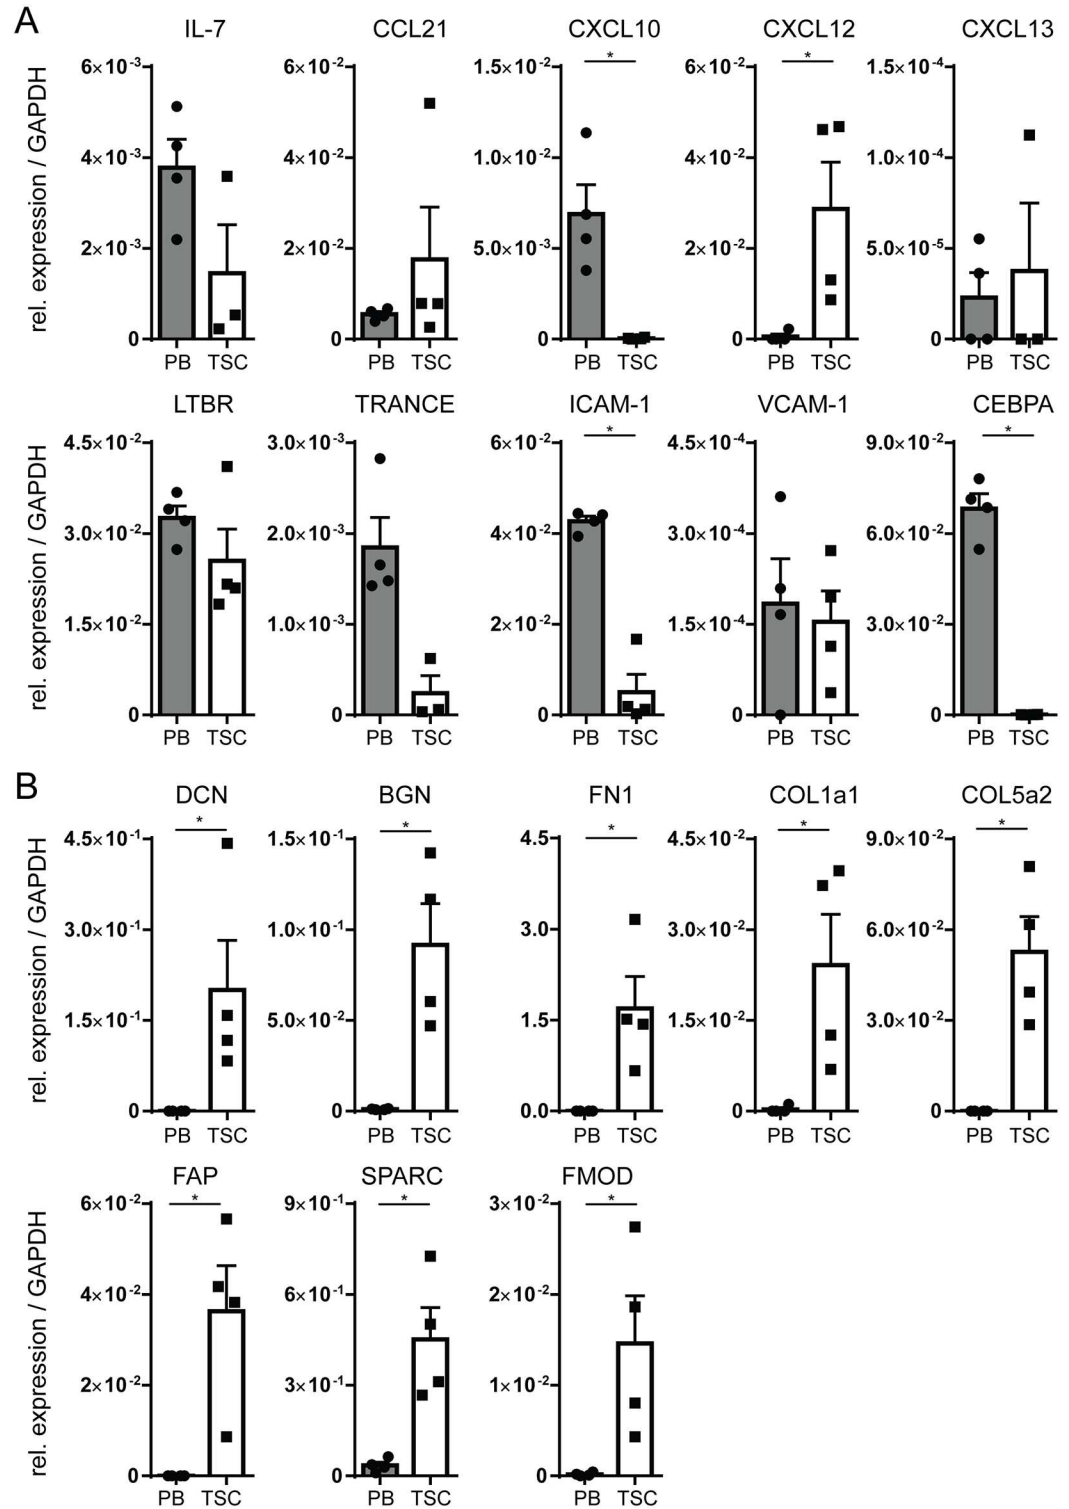 A
IL-7 CCL21 CXCL10 CXCL12 CXCL13
* *
rel. expression / GAPDH
6×10⁻³ 6×10⁻² 1.5×10⁻² 6×10⁻² 1.5×10⁻⁴
4×10⁻³ 4×10⁻² 1.0×10⁻² 4×10⁻² 1.0×10⁻⁴
2×10⁻³ 2×10⁻² 5.0×10⁻³ 2×10⁻² 5.0×10⁻⁵
0 0 0 0 0
PB TSC PB TSC PB TSC PB TSC PB TSC
LTBR TRANCE ICAM-1 VCAM-1 CEBPA
* *
rel. expression / GAPDH
4.5×10⁻² 3.0×10⁻³ 6×10⁻² 4.5×10⁻⁴ 9.0×10⁻²
3.0×10⁻² 2.0×10⁻³ 4×10⁻² 3.0×10⁻⁴ 6.0×10⁻²
1.5×10⁻² 1.0×10⁻³ 2×10⁻² 1.5×10⁻⁴ 3.0×10⁻²
0 0 0 0 0
PB TSC PB TSC PB TSC PB TSC PB TSC
B
DCN BGN FN1 COL1a1 COL5a2
* * * * *
rel. expression / GAPDH
4.5×10⁻¹ 1.5×10⁻¹ 4.5 4.5×10⁻² 9.0×10⁻²
3.0×10⁻¹ 1.0×10⁻¹ 3.0 3.0×10⁻² 6.0×10⁻²
1.5×10⁻¹ 5.0×10⁻² 1.5 1.5×10⁻² 3.0×10⁻²
0 0 0.0 0 0
PB TSC PB TSC PB TSC PB TSC PB TSC
FAP SPARC FMOD
* * *
rel. expression / GAPDH
6×10⁻² 9×10⁻¹ 3×10⁻²
4×10⁻² 6×10⁻¹ 2×10⁻²
2×10⁻² 3×10⁻¹ 1×10⁻²
0 0 0
PB TSC PB TSC PB TSC